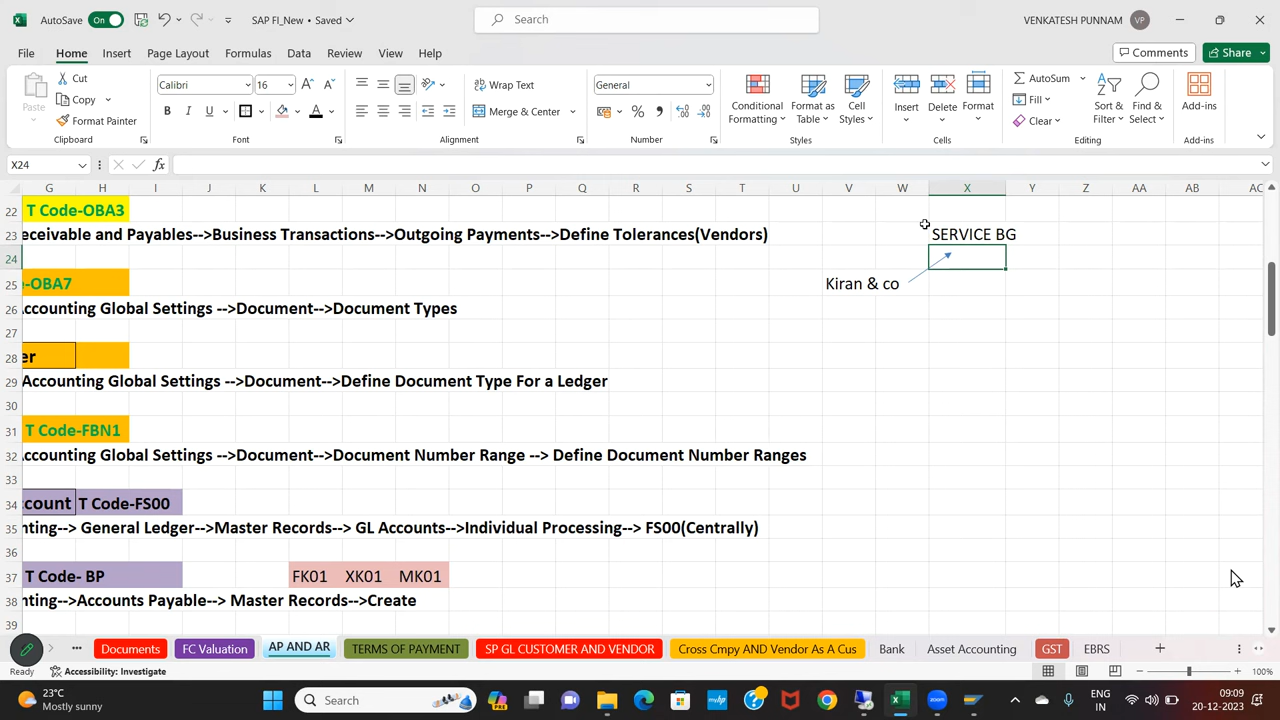 AutoSave On SAP FI_New • Saved Search VENKATESH PUNNAM VP
File Home Insert Page Layout Formulas Data Review View Help Comments Share
Paste Cut Copy Format Painter Clipboard
Calibri 16 A A B I U A Font
Wrap Text Merge & Center Alignment
General % , Number
Conditional Formatting Format as Table Cell Styles Styles
Insert Delete Format Cells
AutoSum Fill Clear Sort & Filter Find & Select Editing
Add-ins Add-ins
X24 fx
G H I J K L M N O P Q R S T U V W X Y Z AA AB AC
22 T Code-OBA3
23 eceivable and Payables-->Business Transactions-->Outgoing Payments-->Define Tolerances(Vendors) SERVICE BG
24
25 -OBA7 Kiran & co
26 Accounting Global Settings -->Document-->Document Types
27
28 er
29 Accounting Global Settings -->Document-->Define Document Type For a Ledger
30
31 T Code-FBN1
32 Accounting Global Settings -->Document-->Document Number Range --> Define Document Number Ranges
33
34 count T Code-FS00
35 nting--> General Ledger-->Master Records--> GL Accounts-->Individual Processing--> FS00(Centrally)
36
37 T Code- BP FK01 XK01 MK01
38 nting-->Accounts Payable--> Master Records-->Create
39
Documents FC Valuation AP AND AR TERMS OF PAYMENT SP GL CUSTOMER AND VENDOR Cross Cmpy AND Vendor As A Cus Bank Asset Accounting GST EBRS
Ready Accessibility: Investigate 100%
23°C Mostly sunny Search ENG IN 09:09 20-12-2023